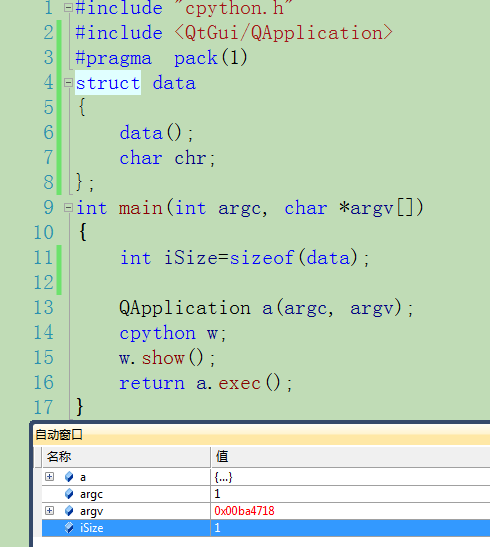 1 #include "cpython.h"
2 #include <QtGui/QApplication>
3 #pragma  pack(1)
4 struct data
5 {
6     data();
7     char chr;
8 };
9 int main(int argc, char *argv[])
10 {
11     int iSize=sizeof(data);
12
13     QApplication a(argc, argv);
14     cpython w;
15     w.show();
16     return a.exec();
17 }
自动窗口
名称 值
a {...}
argc 1
argv 0x00ba4718
iSize 1